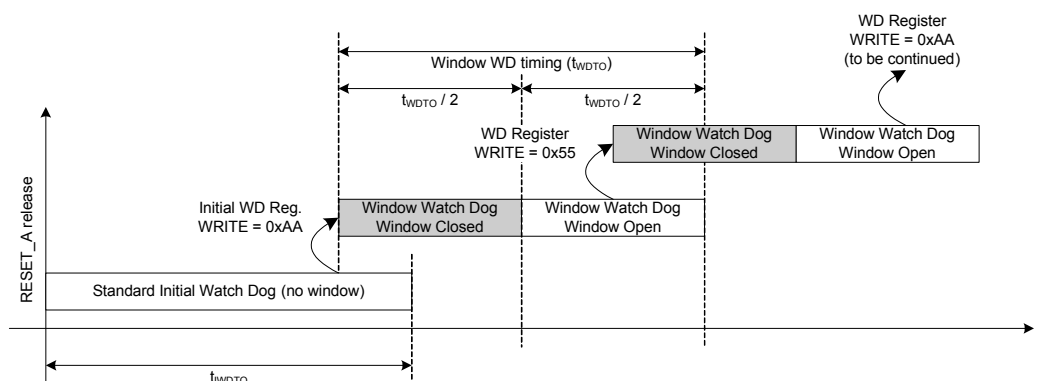 WD Register
WRITE = 0xAA
(to be continued)
Window WD timing (tWDTO)
tWDTO / 2
tWDTO / 2
WD Register
WRITE = 0x55
Window Watch Dog
Window Closed
Window Watch Dog
Window Open
Initial WD Reg.
WRITE = 0xAA
Window Watch Dog
Window Closed
Window Watch Dog
Window Open
RESET_A release
Standard Initial Watch Dog (no window)
tIWDTO